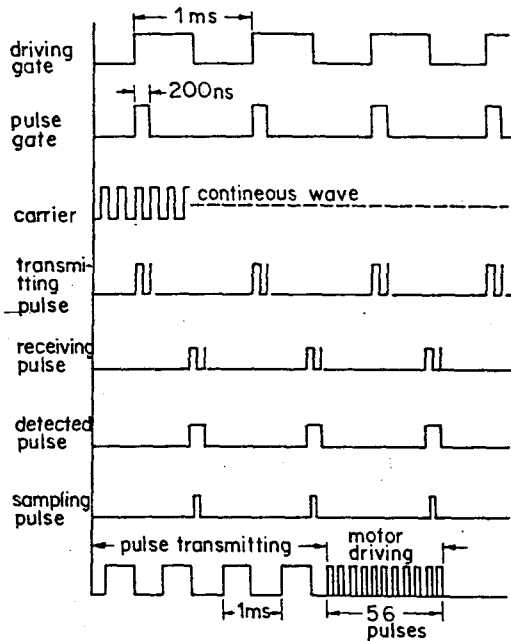 1ms
driving
gate
200ns
pulse
gate
contineous wave
carrier
transmi-
tting
pulse
receiving
pulse
detected
pulse
sampling
pulse
pulse transmitting
motor
driving
1ms
56
pulses